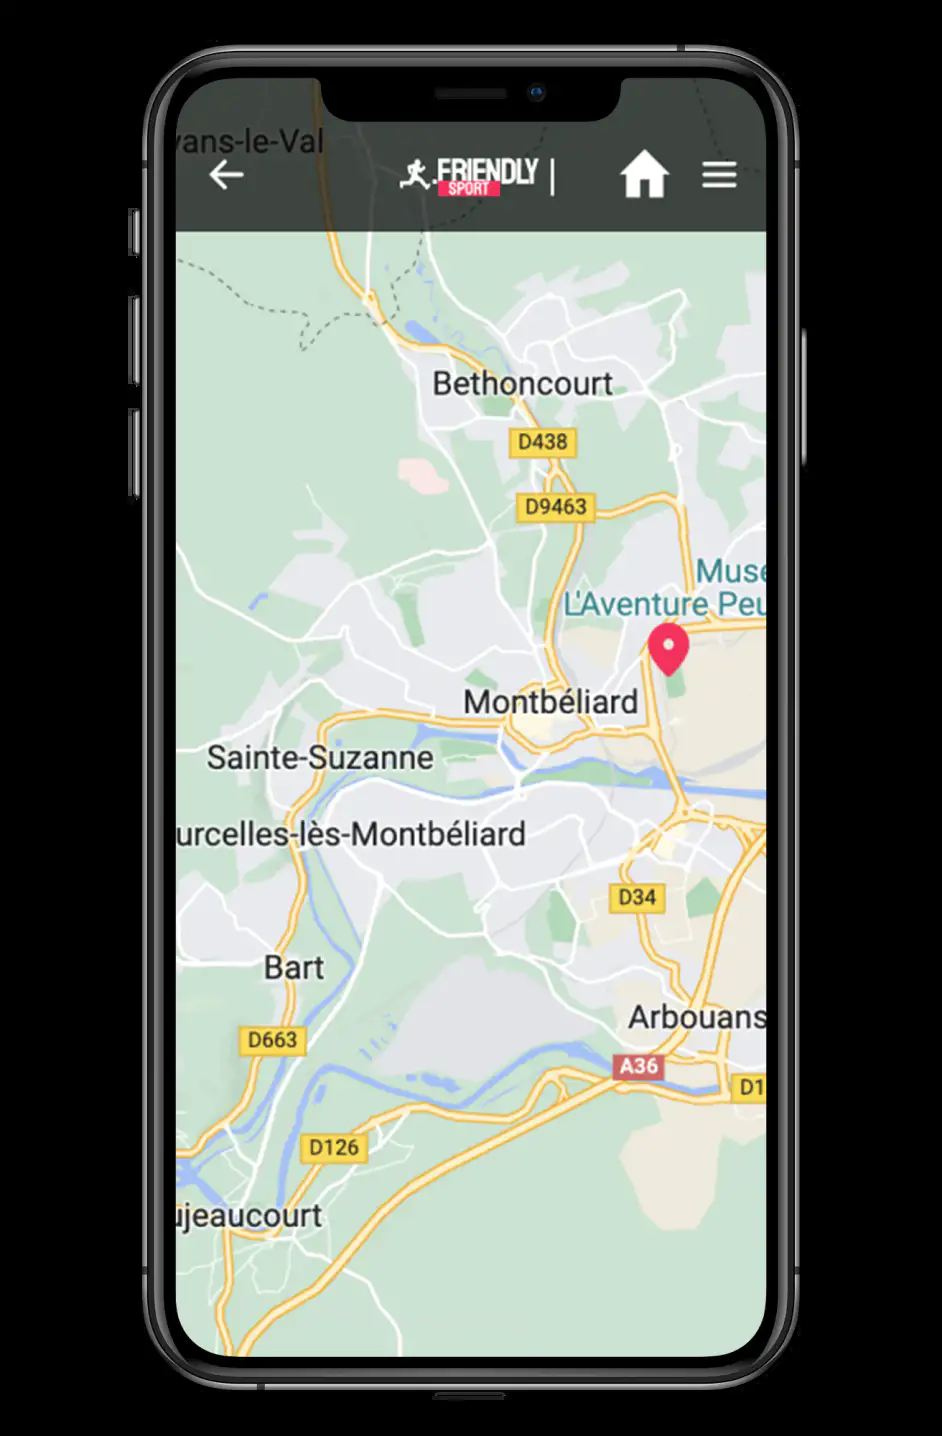 vans-le-Val
.FRIENDLY |
SPORT
Bethoncourt
D438
D9463
Muse
L'Aventure Peu
Montbéliard
Sainte-Suzanne
urcelles-lès-Montbéliard
D34
Bart
Arbouans
D663
A36
D1
D126
ujeaucourt